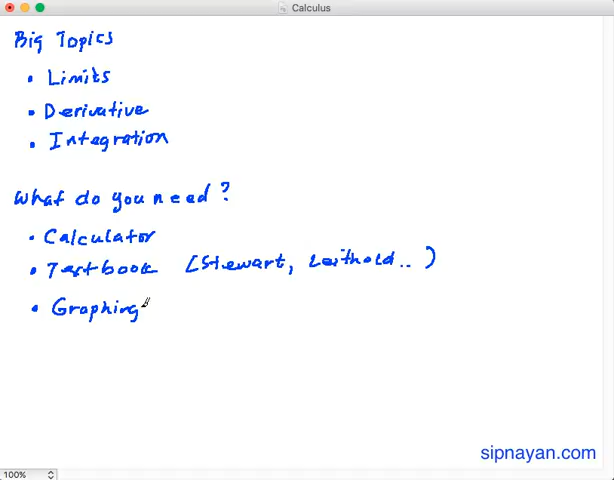 Calculus
Big Topics
• Limits
• Derivative
• Integration
What do you need?
• Calculator
• Textbook (Stewart, Leithold.. )
• Graphing
sipnayan.com
100%